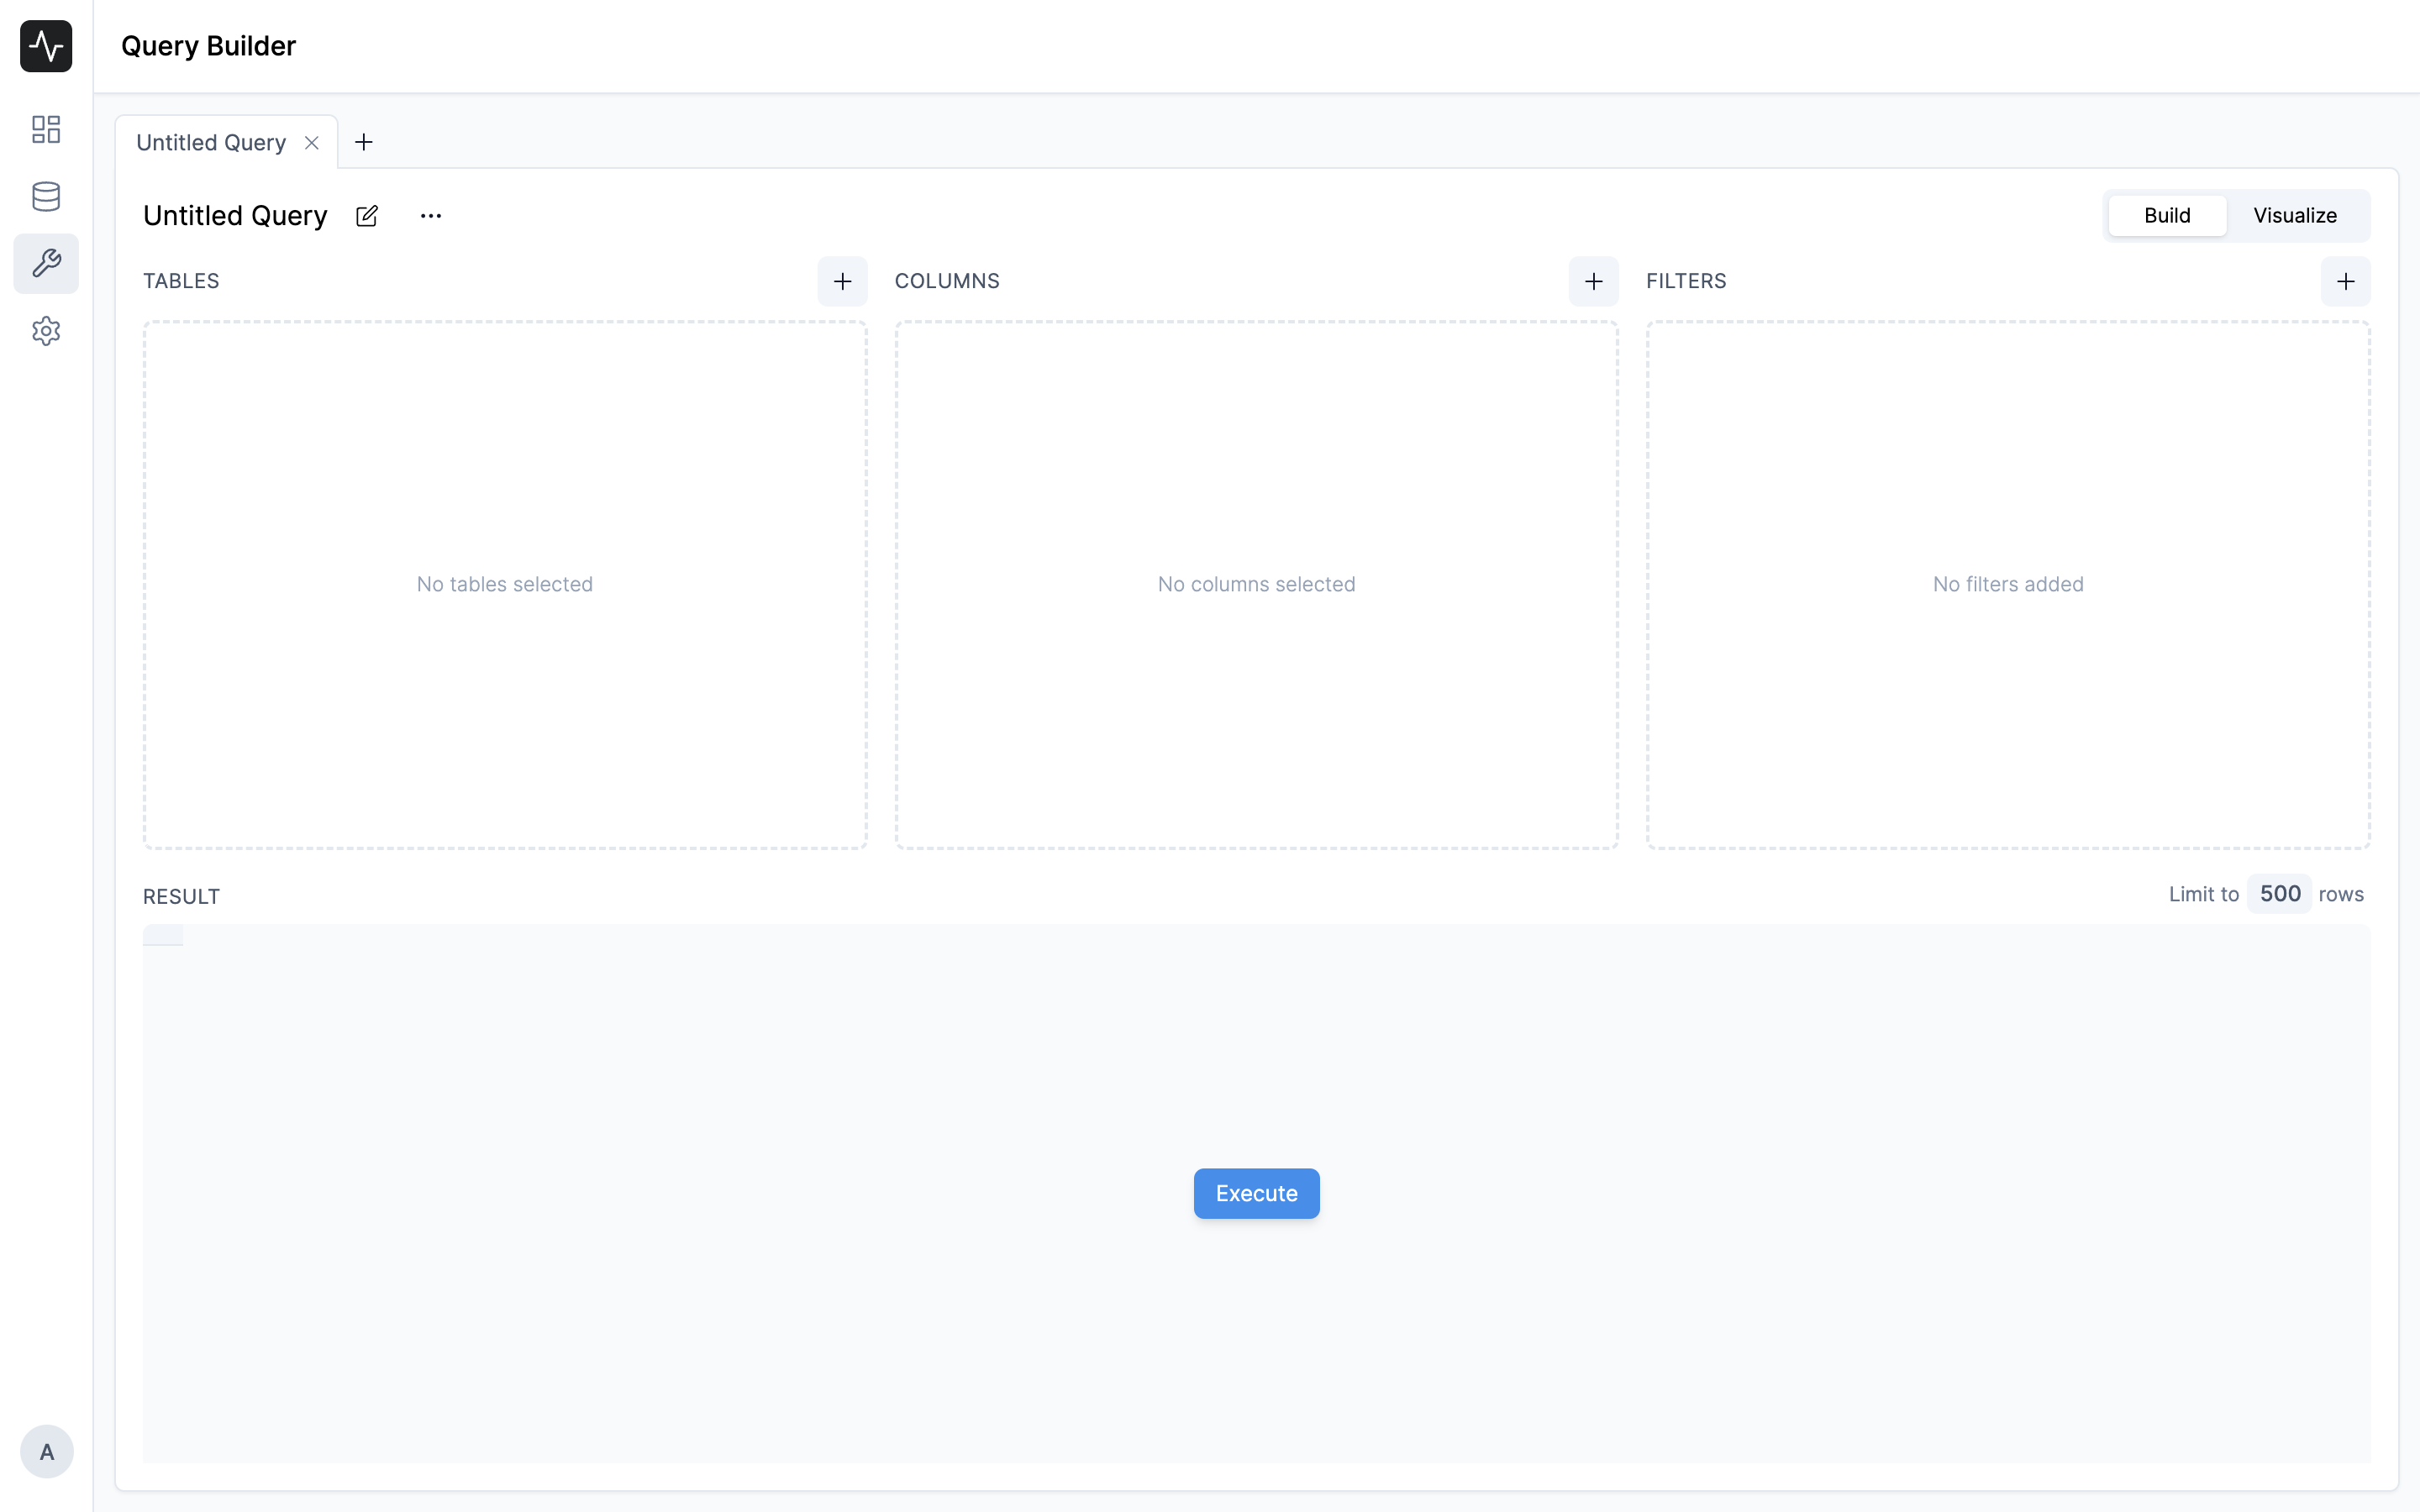 Query Builder
Untitled Query
Untitled Query
Build
Visualize
TABLES
COLUMNS
FILTERS
No tables selected
No columns selected
No filters added
RESULT
Limit to 500 rows
Execute
A